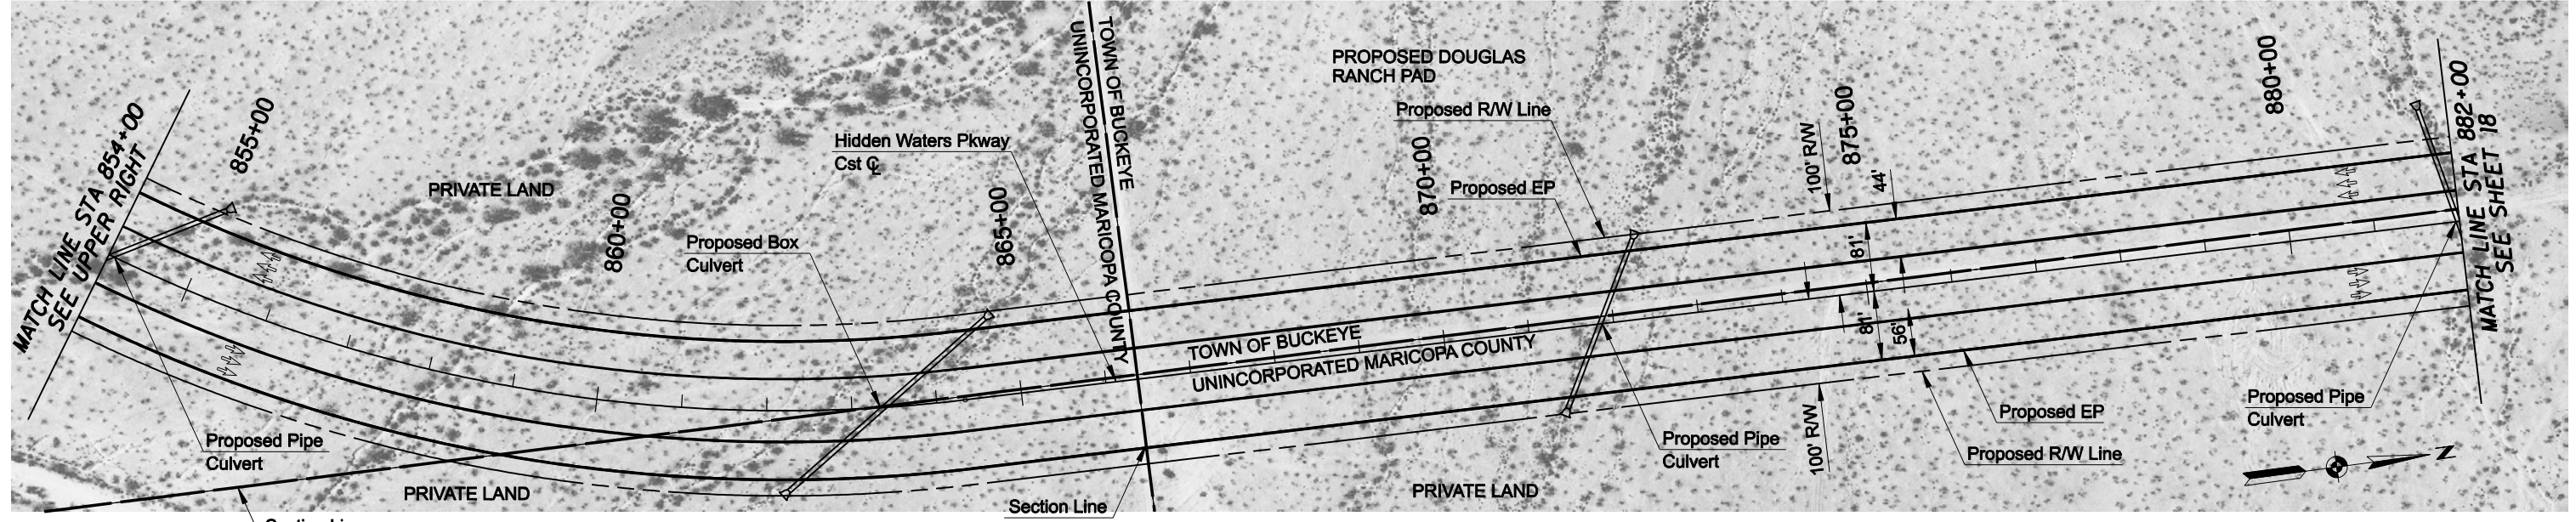 MATCH LINE STA 854+00
SEE UPPER RIGHT
855+00
PRIVATE LAND
Proposed Pipe
Culvert
PRIVATE LAND
860+00
Proposed Box
Culvert
Hidden Waters Pkway
Cst ℄
865+00
TOWN OF BUCKEYE
UNINCORPORATED MARICOPA COUNTY
Section Line
TOWN OF BUCKEYE
UNINCORPORATED MARICOPA COUNTY
PROPOSED DOUGLAS
RANCH PAD
Proposed R/W Line
870+00
Proposed EP
PRIVATE LAND
Proposed Pipe
Culvert
100' R/W
875+00
44'
81'
81'
56'
100' R/W
Proposed EP
Proposed R/W Line
880+00
Proposed Pipe
Culvert
N
MATCH LINE STA 882+00
SEE SHEET 18